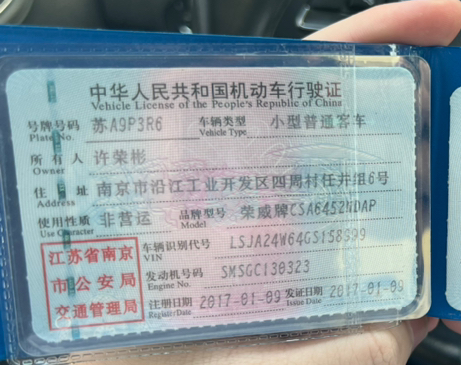 中华人民共和国机动车行驶证
Vehicle License of the People's Republic of China
号牌号码 苏A9P3R6 车辆类型 小型普通客车
Plate No. Vehicle Type
所有人 许荣彬
Owner
住址 南京市沿江工业开发区四周村任井组6号
Address
使用性质 非营运 品牌型号 荣威牌CSA6452NDAP
Use Character Model
江苏省南京
市公安局
交通管理局
车辆识别代号 LSJA24W64GS158599
VIN
发动机号码 SMSGC130323
Engine No.
注册日期 2017-01-09 发证日期 2017-01-09
Register Date Issue Date